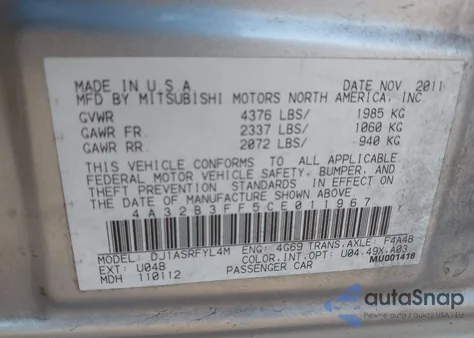 MADE IN U.S.A. DATE NOV 2011
MFD BY MITSUBISHI MOTORS NORTH AMERICA, INC.
GVWR 4376 LBS/ 1985 KG
GAWR FR. 2337 LBS/ 1060 KG
GAWR RR. 2072 LBS/ 940 KG
THIS VEHICLE CONFORMS TO ALL APPLICABLE
FEDERAL MOTOR VEHICLE SAFETY, BUMPER, AND
THEFT PREVENTION STANDARDS IN EFFECT ON
THE DATE OF MANUFACTURE SHOWN ABOVE.
4A32B3FF5CE011967
MODEL: DJ1ASRFYL4M ENG: 4G69 TRANS.AXLE: F4A4B
EXT: U04B COLOR,INT,OPT: U04,49X,A03
MDH 110112 PASSENGER CAR MU001418
autoSnap